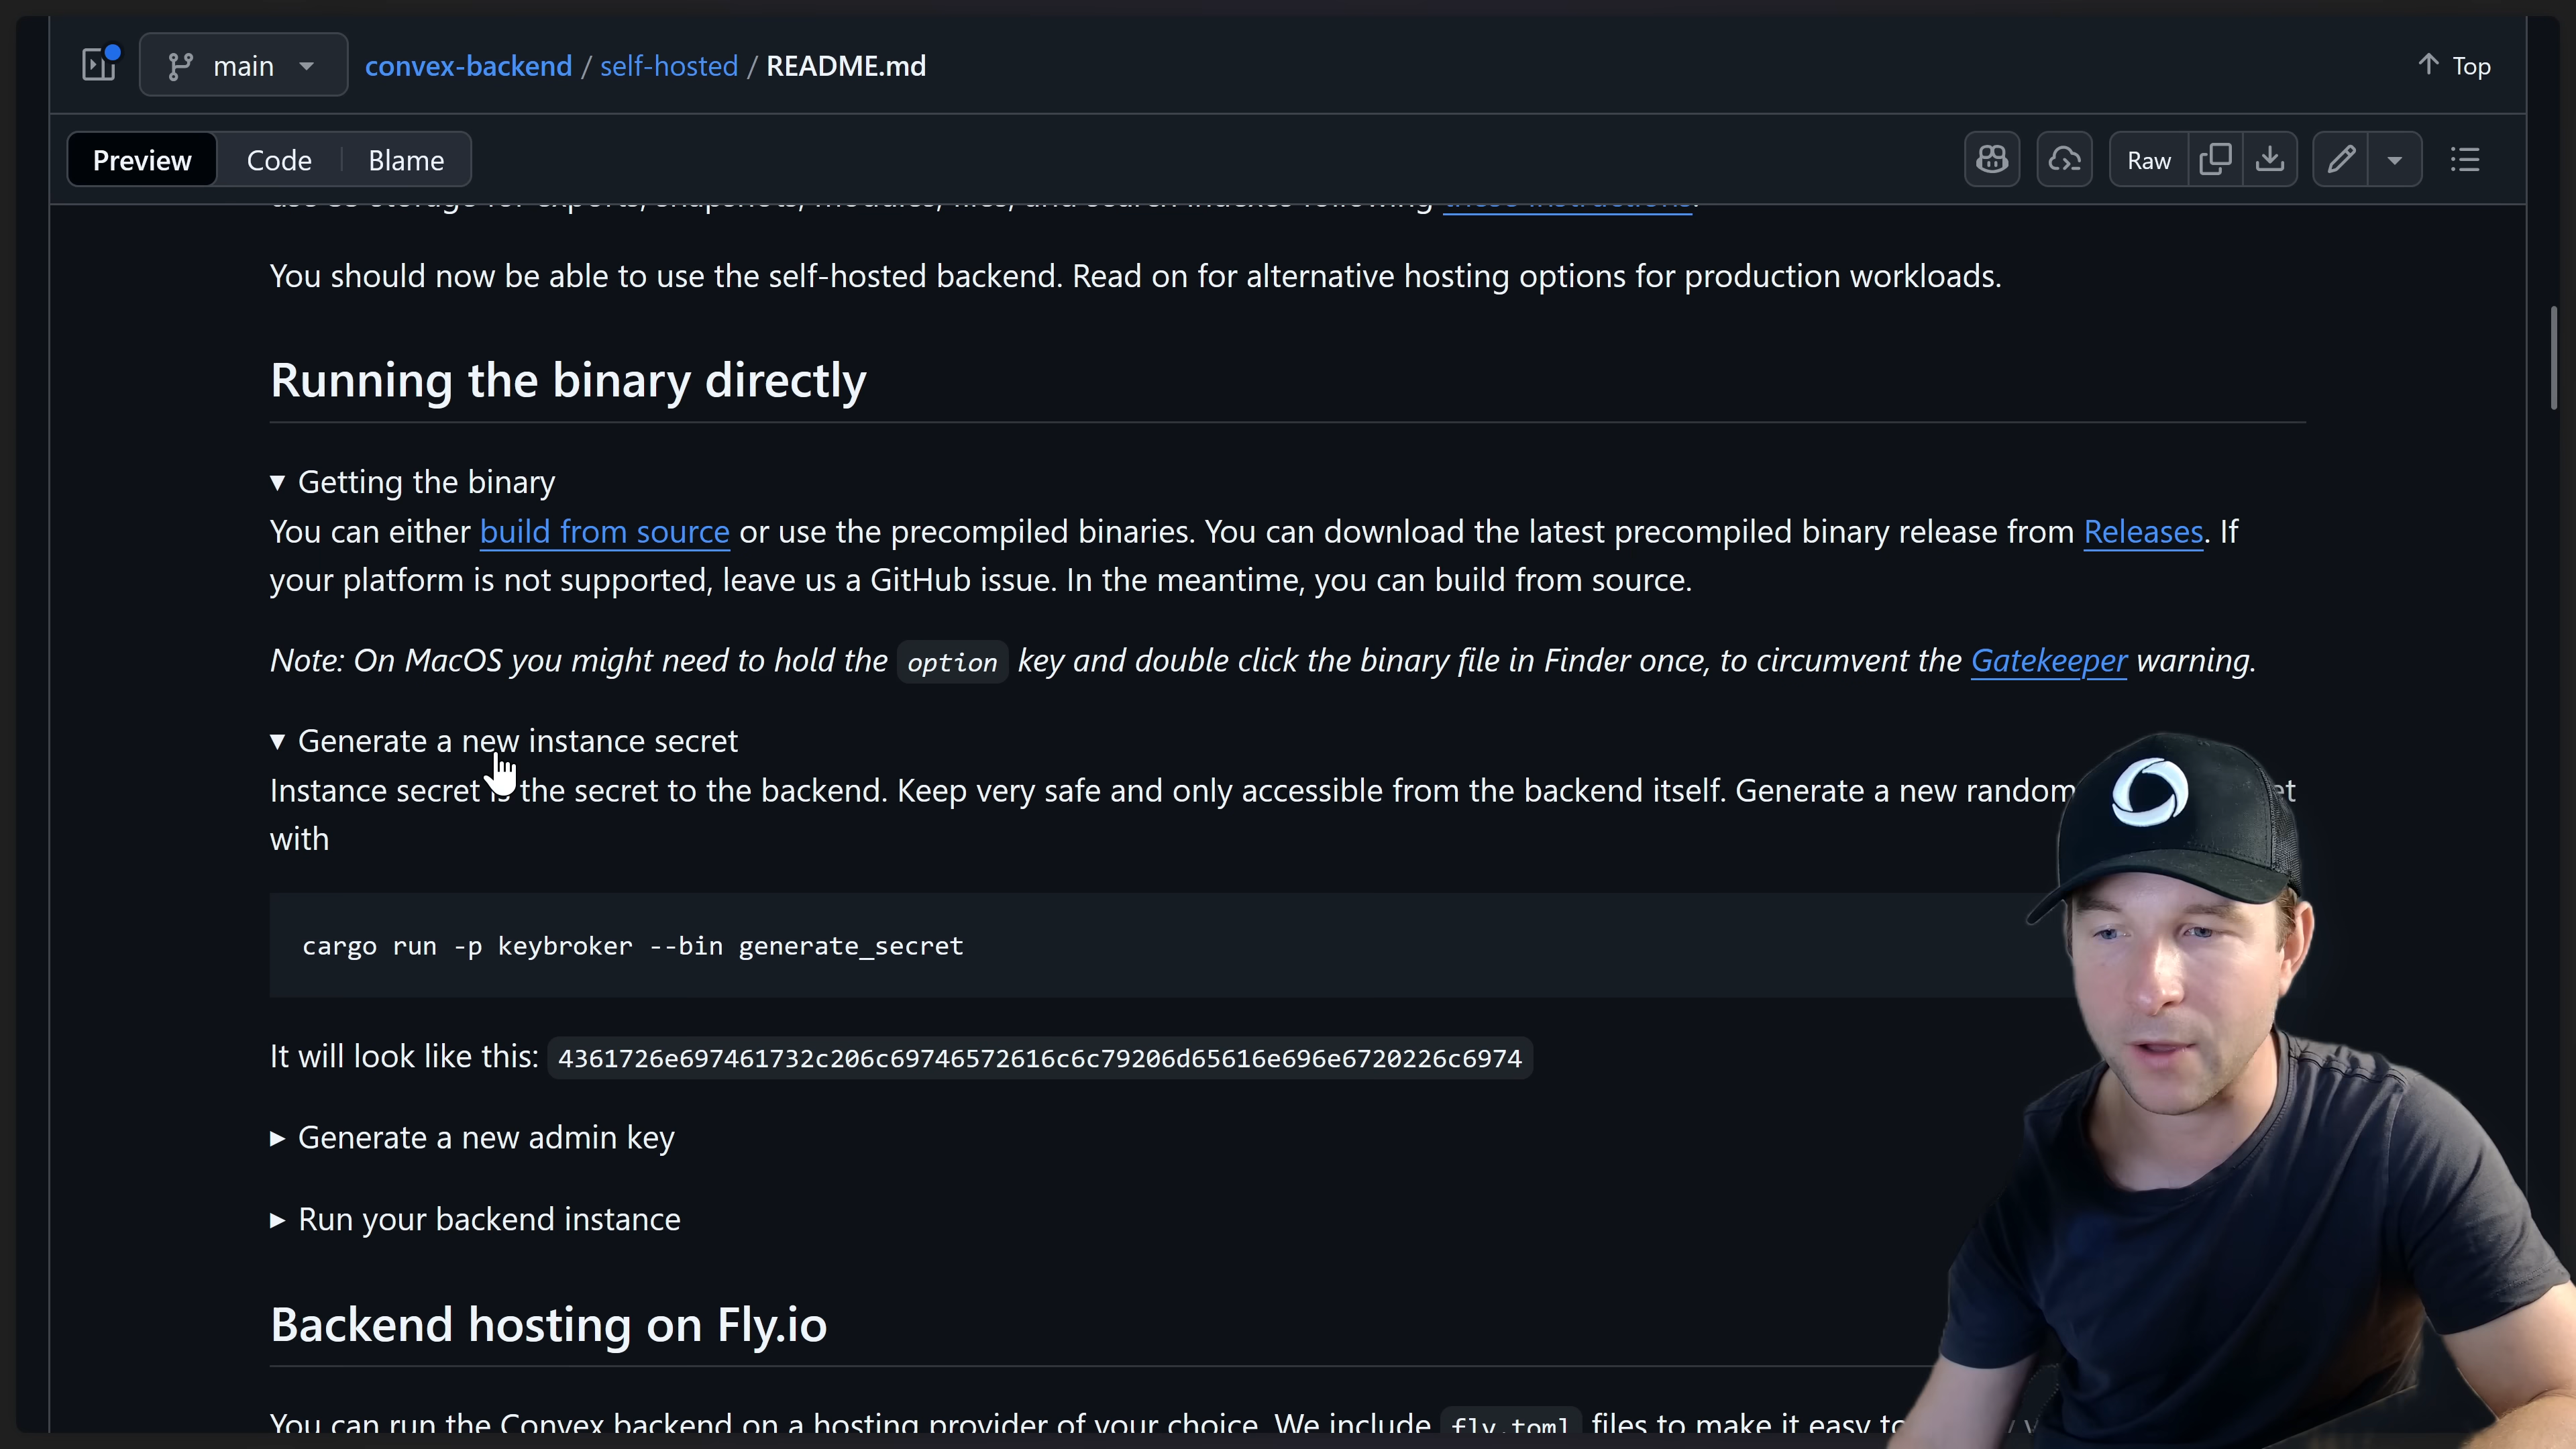 main
convex-backend / self-hosted / README.md
Top
Preview
Code
Blame
Raw
these instructions.
You should now be able to use the self-hosted backend. Read on for alternative hosting options for production workloads.
Running the binary directly
Getting the binary
You can either build from source or use the precompiled binaries. You can download the latest precompiled binary release from Releases. If
your platform is not supported, leave us a GitHub issue. In the meantime, you can build from source.
Note: On MacOS you might need to hold the option key and double click the binary file in Finder once, to circumvent the Gatekeeper warning.
Generate a new instance secret
Instance secret is the secret to the backend. Keep very safe and only accessible from the backend itself. Generate a new random
with
cargo run -p keybroker --bin generate_secret
It will look like this: 4361726e697461732c206c69746572616c6c79206d65616e696e6720226c6974
Generate a new admin key
Run your backend instance
Backend hosting on Fly.io
You can run the Convex backend on a hosting provider of your choice. We include fly.toml files to make it easy to